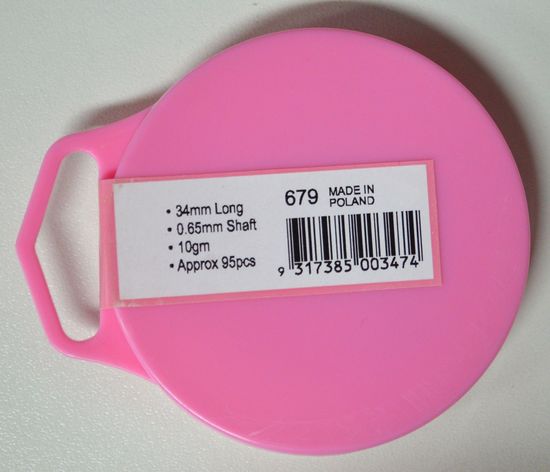 • 34mm Long
• 0.65mm Shaft
• 10gm
• Approx 95pcs
679 MADE IN
POLAND
9 317385 003474